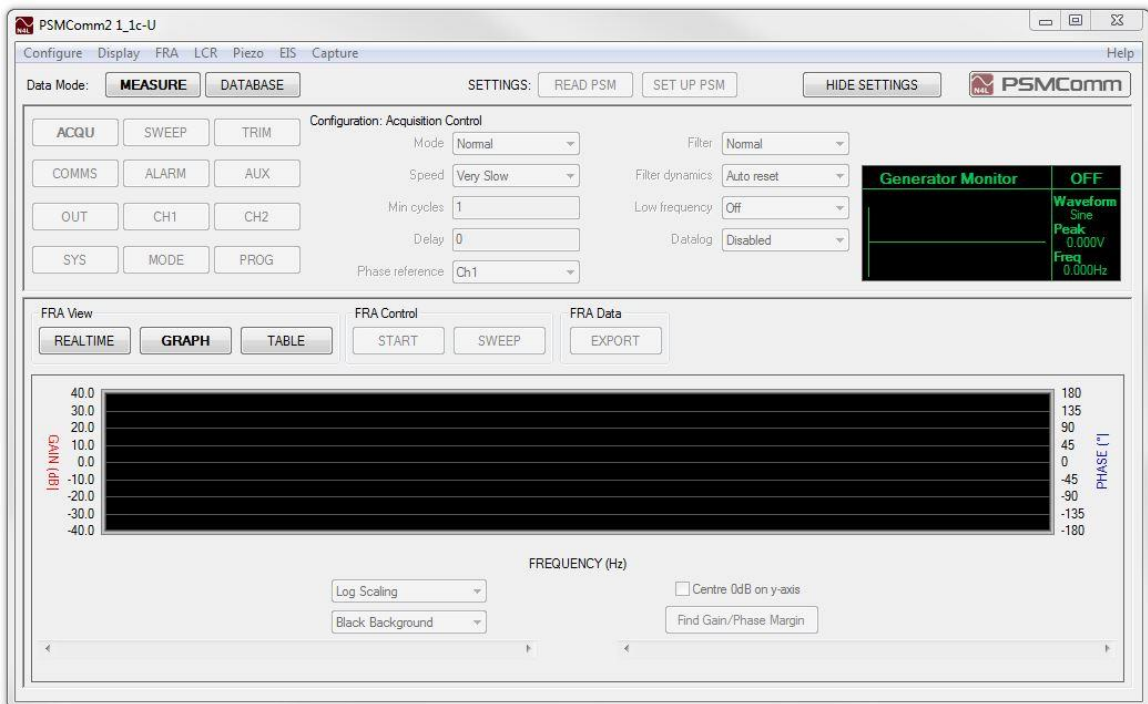 N4L PSMComm2 1_1c-U
Configure Display FRA LCR Piezo EIS Capture Help
Data Mode: MEASURE DATABASE SETTINGS: READ PSM SET UP PSM HIDE SETTINGS N4L PSMComm
ACQU SWEEP TRIM
COMMS ALARM AUX
OUT CH1 CH2
SYS MODE PROG
Configuration: Acquisition Control
Mode Normal Filter Normal
Speed Very Slow Filter dynamics Auto reset
Min cycles 1 Low frequency Off
Delay 0 Datalog Disabled
Phase reference Ch1
Generator Monitor OFF
Waveform
Sine
Peak
0.000V
Freq
0.000Hz
FRA View FRA Control FRA Data
REALTIME GRAPH TABLE START SWEEP EXPORT
GAIN (dB)
40.0
30.0
20.0
10.0
0.0
-10.0
-20.0
-30.0
-40.0
180
135
90
45
0
-45
-90
-135
-180
PHASE (°)
FREQUENCY (Hz)
Log Scaling Centre 0dB on y-axis
Black Background Find Gain/Phase Margin